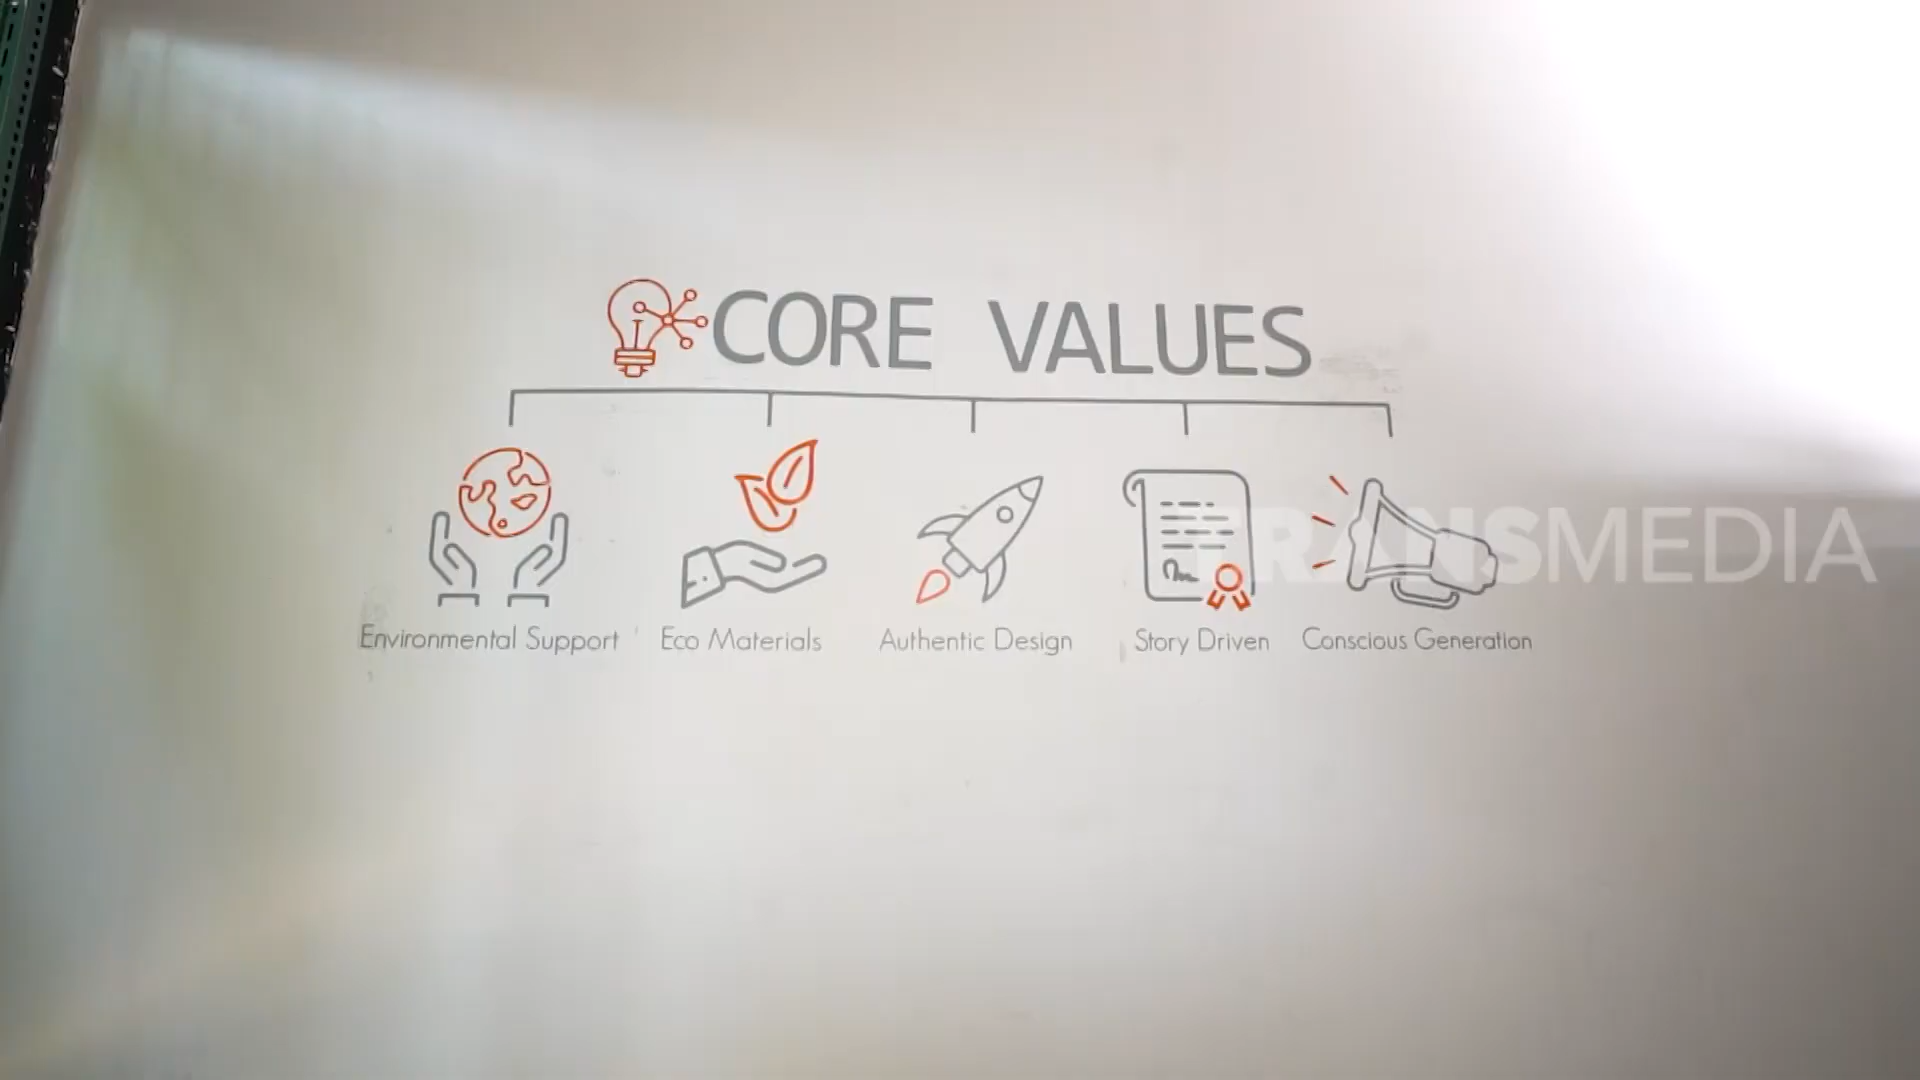 CORE VALUES
Environmental Support
Eco Materials
Authentic Design
Story Driven
Conscious Generation
TRANSMEDIA